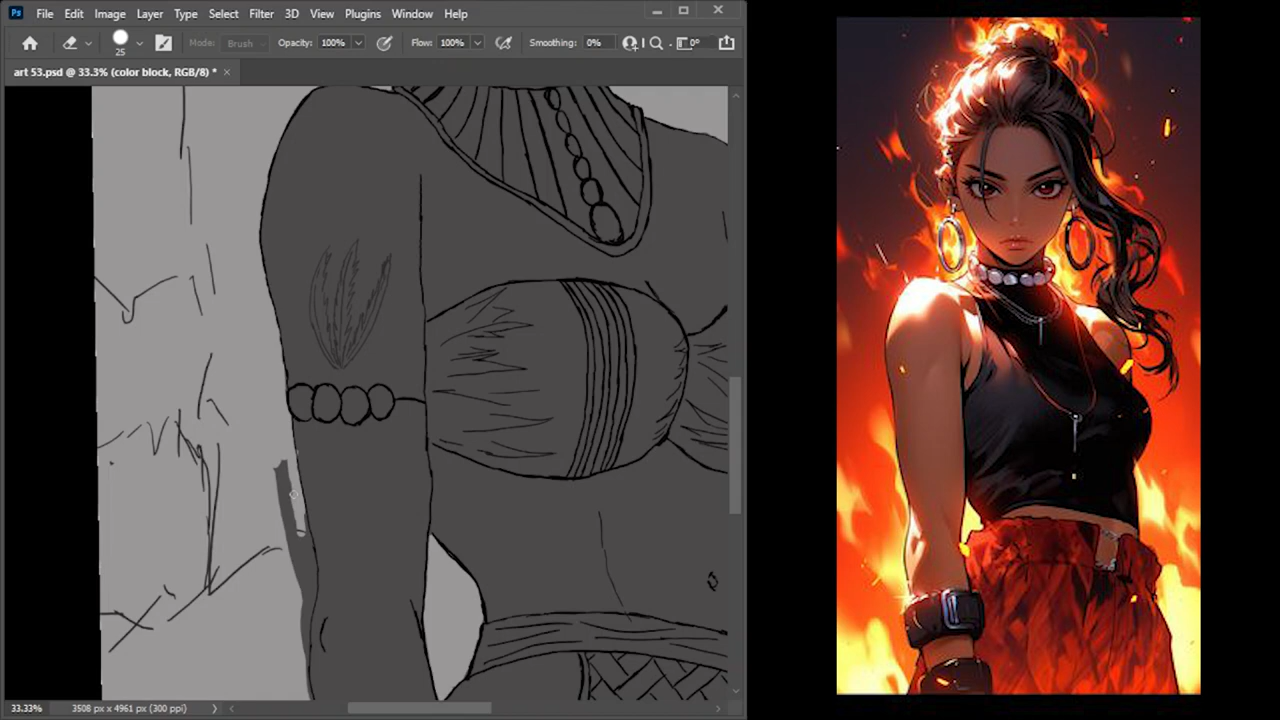 Ps File Edit Image Layer Type Select Filter 3D View Plugins Window Help
25 Mode: Brush Opacity: 100% Flow: 100% Smoothing: 0% 0°
art 53.psd @ 33.3% (color block, RGB/8) *
33.33% 3508 px x 4961 px (300 ppi)